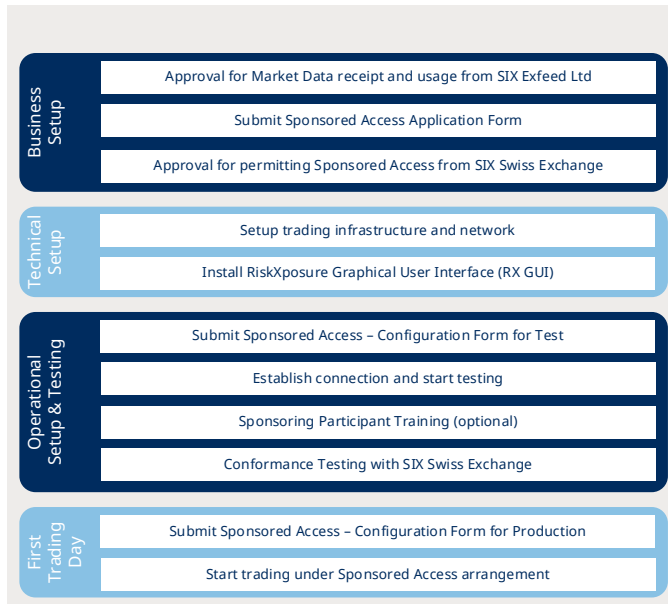 Business
Setup
Approval for Market Data receipt and usage from SIX Exfeed Ltd
Submit Sponsored Access Application Form
Approval for permitting Sponsored Access from SIX Swiss Exchange
Technical
Setup
Setup trading infrastructure and network
Install RiskXposure Graphical User Interface (RX GUI)
Operational
Setup & Testing
Submit Sponsored Access – Configuration Form for Test
Establish connection and start testing
Sponsoring Participant Training (optional)
Conformance Testing with SIX Swiss Exchange
First
Trading
Day
Submit Sponsored Access – Configuration Form for Production
Start trading under Sponsored Access arrangement